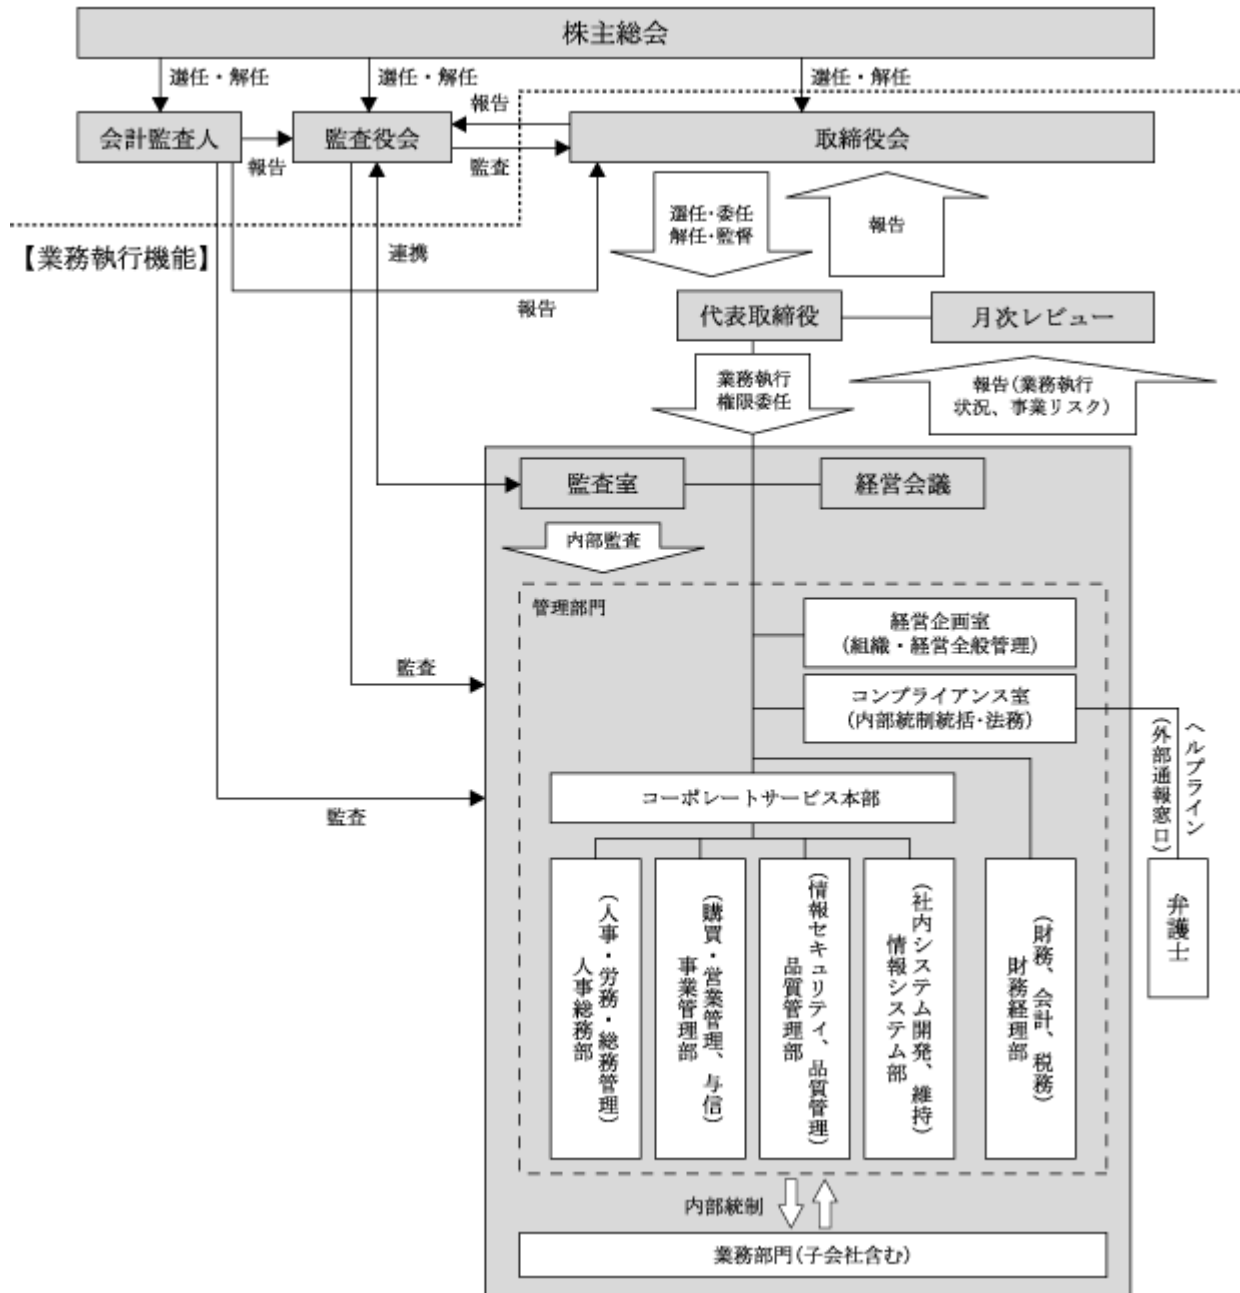 株主総会
選任・解任
選任・解任
選任・解任
報告
会計監査人
監査役会
取締役会
報告
監査
選任・委任
解任・監督
報告
【業務執行機能】
連携
報告
代表取締役
月次レビュー
業務執行
権限委任
報告(業務執行
状況、事業リスク)
監査室
経営会議
内部監査
管理部門
経営企画室
(組織・経営全般管理)
監査
コンプライアンス室
(内部統制統括・法務)
ヘルプライン
(外部通報窓口)
コーポレートサービス本部
監査
弁護士
人事総務部
(人事・労務・総務管理)
事業管理部
(購買・営業管理、与信)
品質管理部
(情報セキュリティ、品質管理)
情報システム部
(社内システム開発、維持)
財務経理部
(財務、会計、税務)
内部統制
業務部門(子会社含む)